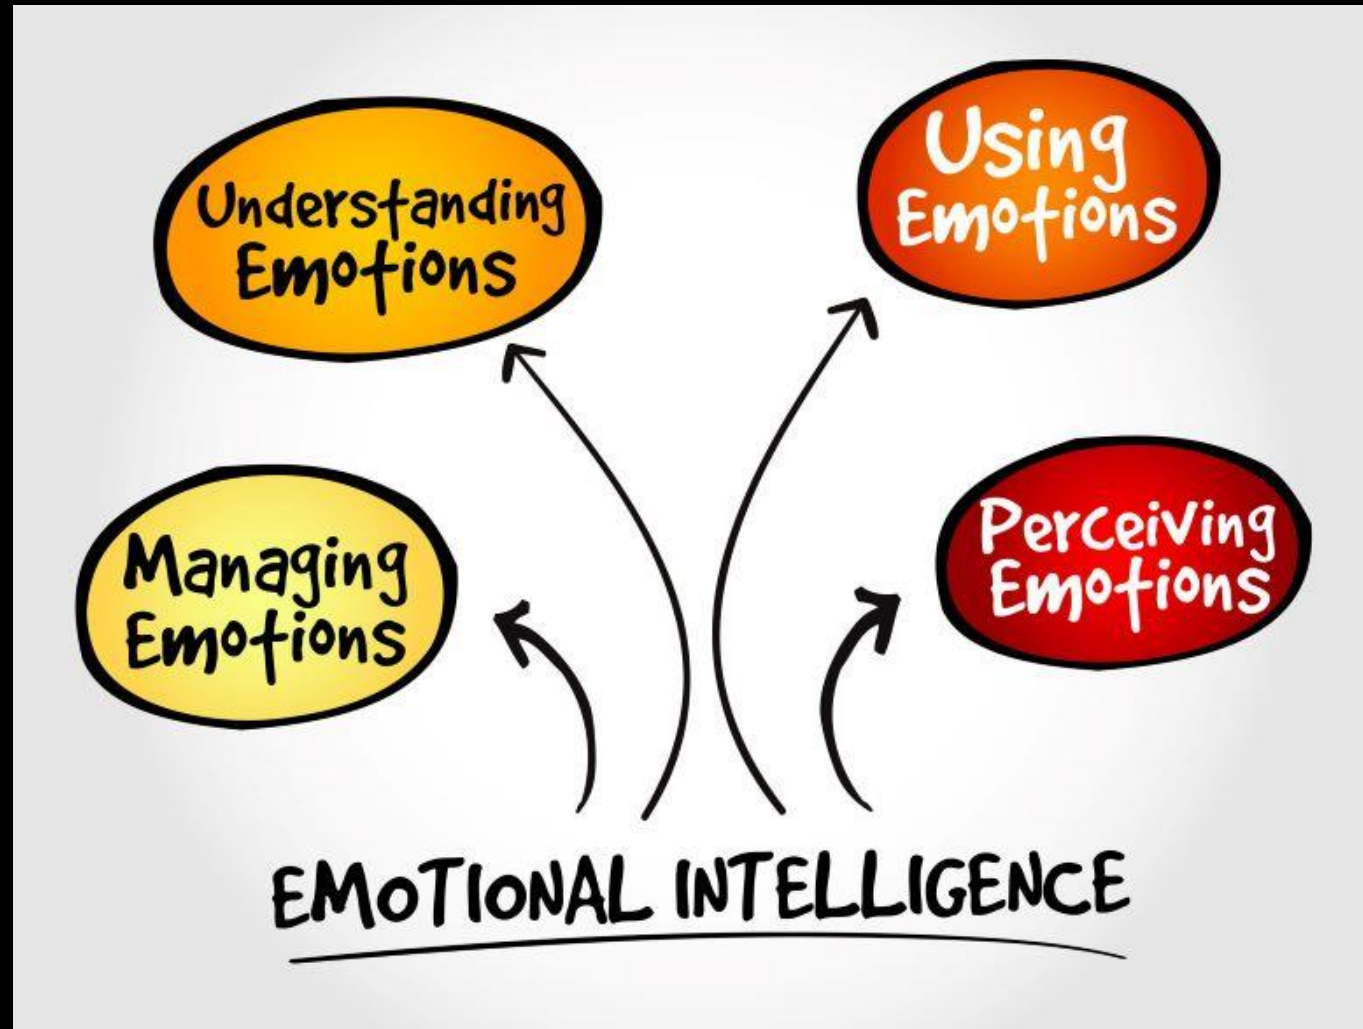 Understanding
Emotions
Using
Emotions
Managing
Emotions
Perceiving
Emotions
EMOTIONAL INTELLIGENCE